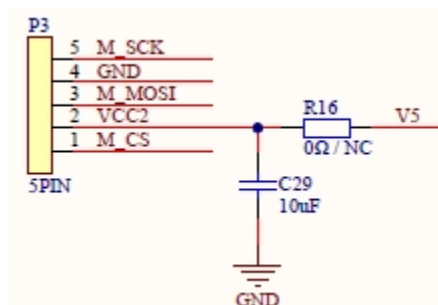 P3
5 M_SCK
4 GND
3 M_MOSI
2 VCC2
1 M_CS
5PIN
R16
0Ω / NC
V5
C29
10uF
GND